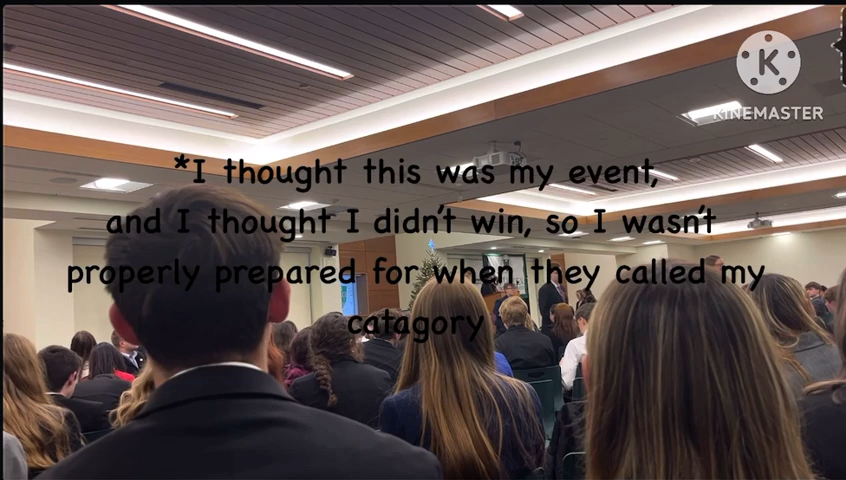 KINEMASTER
*I thought this was my event,
and I thought I didn't win, so I wasn't
properly prepared for when they called my
catagory